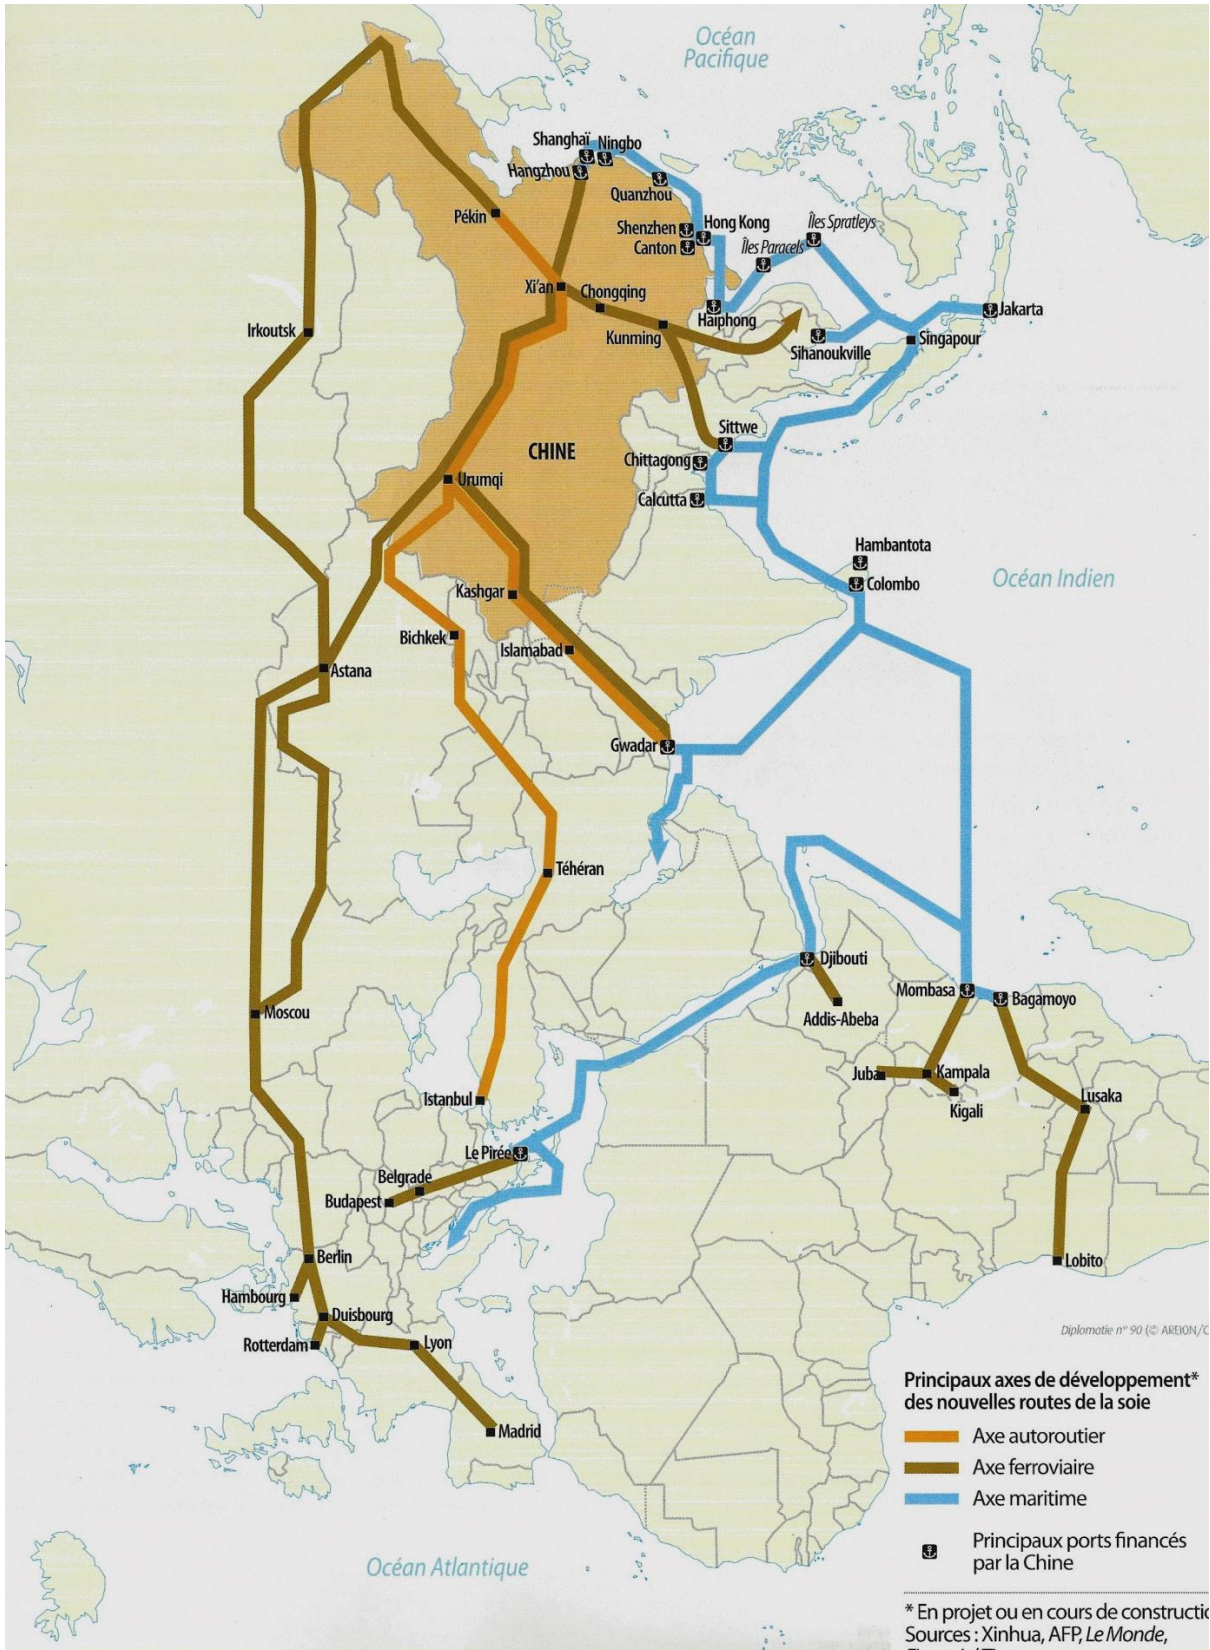 Océan
Pacifique
Shanghaï
Ningbo
Hangzhou
Quanzhou
Pékin
Shenzhen
Hong Kong
Canton
Îles Spratleys
Îles Paracels
Xi'an
Chongqing
Haiphong
Jakarta
Irkoutsk
Kunming
Sihanoukville
Singapour
Sittwe
CHINE
Chittagong
Urumqi
Calcutta
Hambantota
Océan Indien
Colombo
Kashgar
Bichkek
Islamabad
Astana
Gwadar
Téhéran
Djibouti
Mombasa
Bagamoyo
Moscou
Addis-Abeba
Juba
Kampala
Istanbul
Kigali
Lusaka
Le Pirée
Belgrade
Budapest
Berlin
Lobito
Hambourg
Duisbourg
Rotterdam
Lyon
Diplomatie n° 90 (© AREION/C
Principaux axes de développement*
des nouvelles routes de la soie
Madrid
Axe autoroutier
Axe ferroviaire
Axe maritime
Principaux ports financés
par la Chine
Océan Atlantique
* En projet ou en cours de constructio
Sources : Xinhua, AFP, Le Monde,